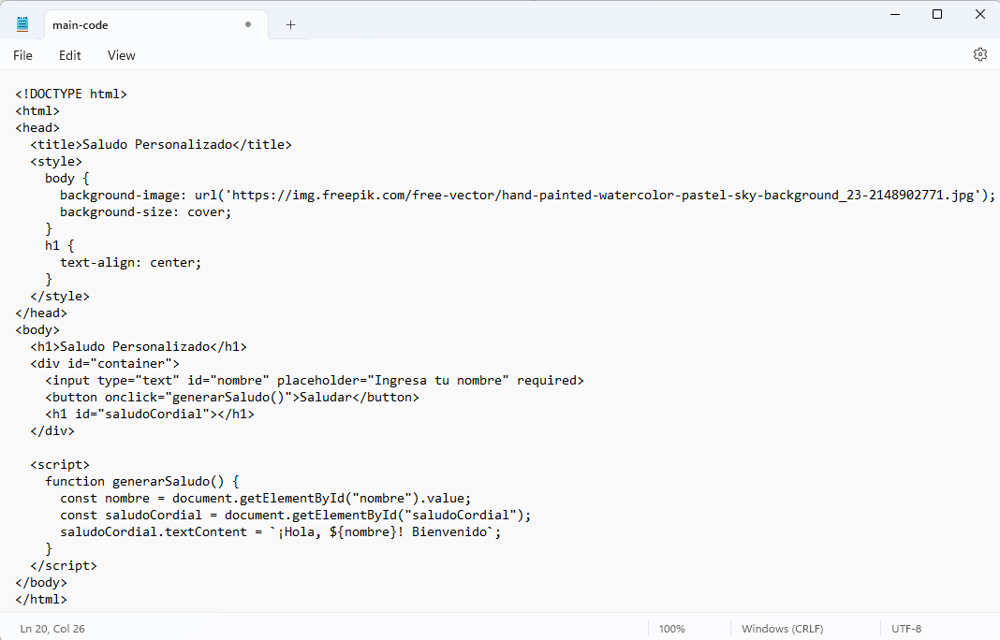 main-code
File Edit View
<!DOCTYPE html>
<html>
<head>
  <title>Saludo Personalizado</title>
  <style>
    body {
      background-image: url('https://img.freepik.com/free-vector/hand-painted-watercolor-pastel-sky-background_23-2148902771.jpg');
      background-size: cover;
    }
    h1 {
      text-align: center;
    }
  </style>
</head>
<body>
  <h1>Saludo Personalizado</h1>
  <div id="container">
    <input type="text" id="nombre" placeholder="Ingresa tu nombre" required>
    <button onclick="generarSaludo()">Saludar</button>
    <h1 id="saludoCordial"></h1>
  </div>

  <script>
    function generarSaludo() {
      const nombre = document.getElementById("nombre").value;
      const saludoCordial = document.getElementById("saludoCordial");
      saludoCordial.textContent = `¡Hola, ${nombre}! Bienvenido`;
    }
  </script>
</body>
</html>
Ln 20, Col 26 100% Windows (CRLF) UTF-8